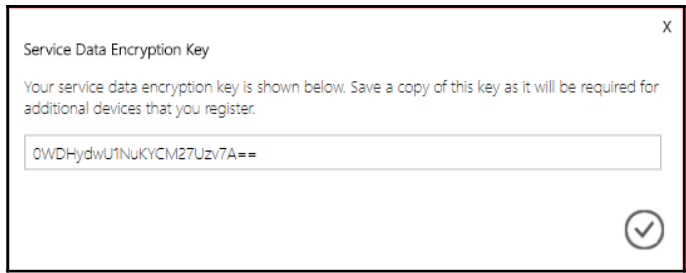 X
Service Data Encryption Key
Your service data encryption key is shown below. Save a copy of this key as it will be required for
additional devices that you register.
0WDHydwU1NuKYCM27Uzv7A==